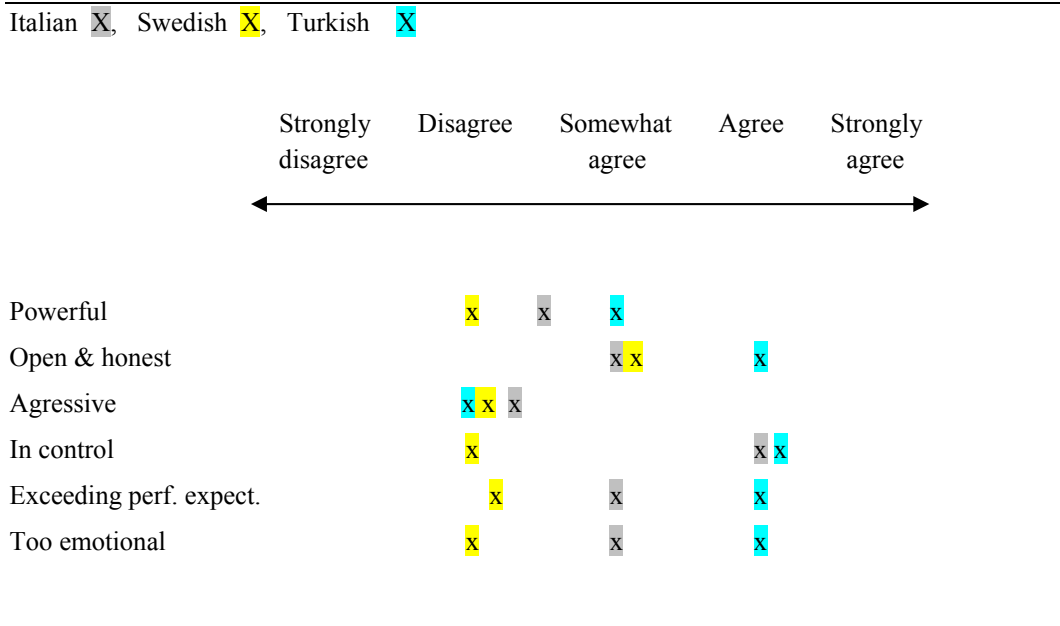 Italian X, Swedish X, Turkish X
Strongly Disagree Somewhat Agree Strongly
disagree agree agree
Powerful x x x
Open & honest x x x
Agressive x x x
In control x x x
Exceeding perf. expect. x x x
Too emotional x x x